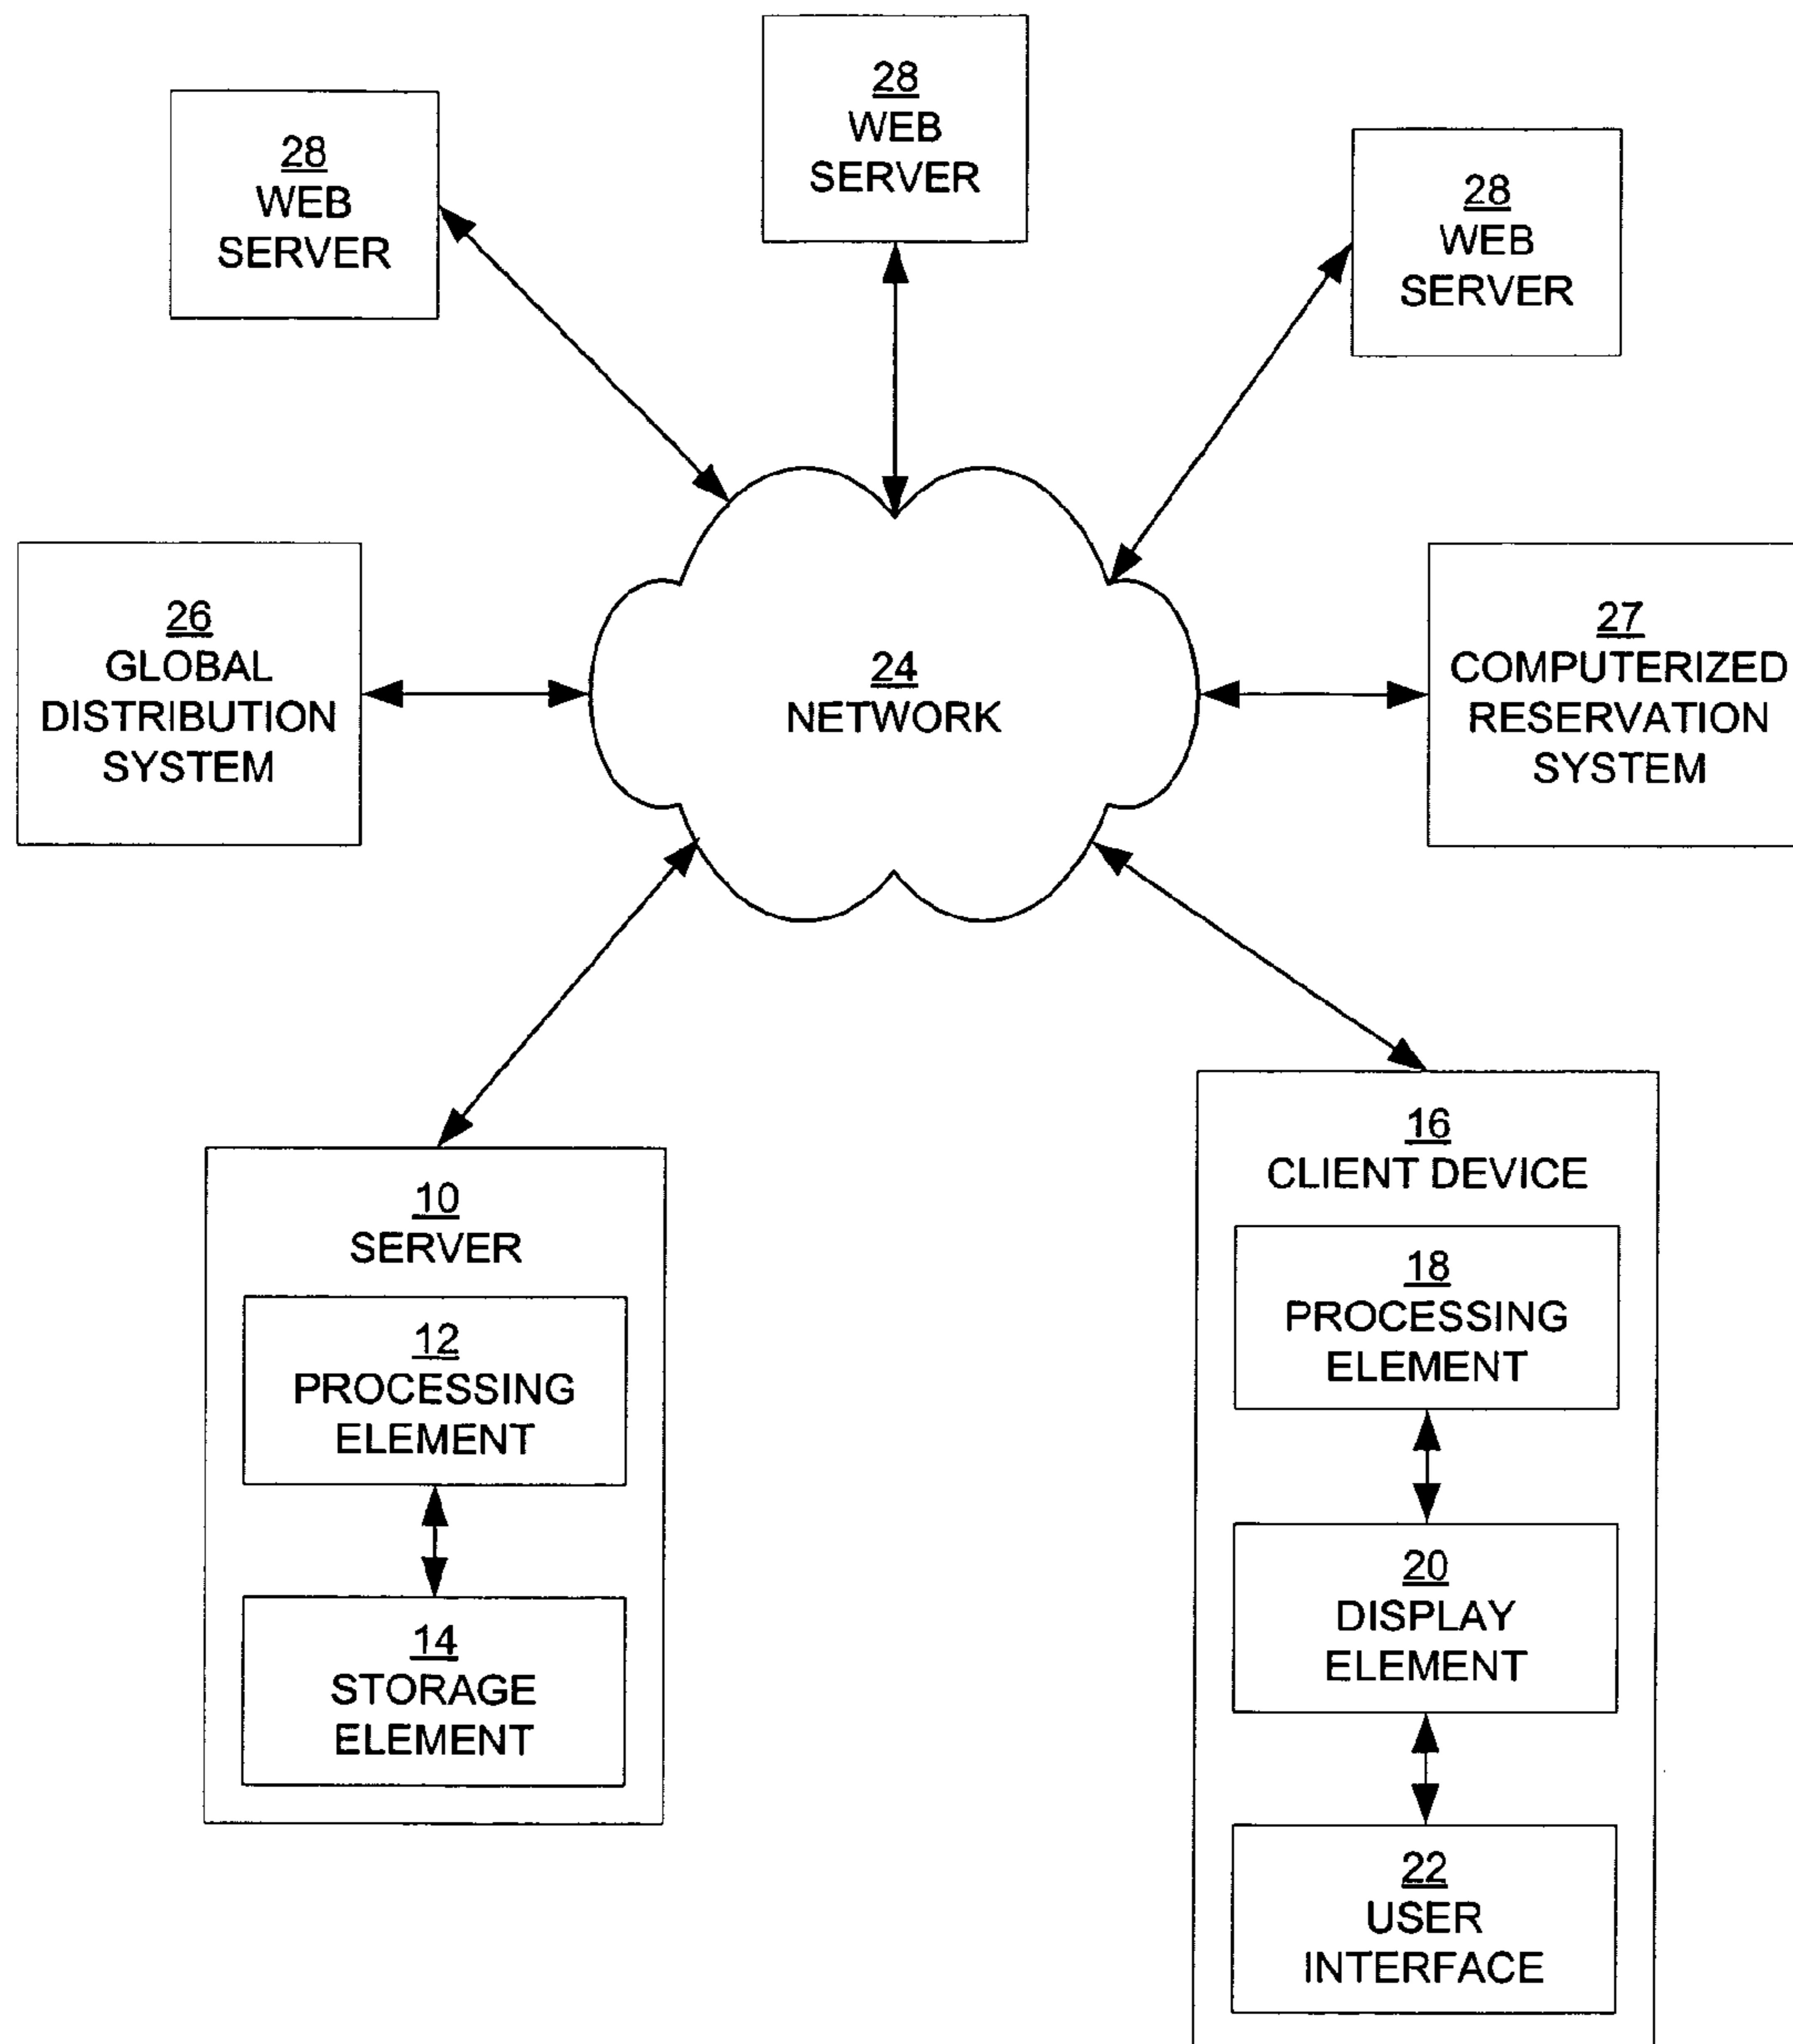 28
WEB
SERVER
28
WEB
SERVER
28
WEB
SERVER
26
GLOBAL
DISTRIBUTION
SYSTEM
24
NETWORK
27
COMPUTERIZED
RESERVATION
SYSTEM
10
SERVER
12
PROCESSING
ELEMENT
14
STORAGE
ELEMENT
16
CLIENT DEVICE
18
PROCESSING
ELEMENT
20
DISPLAY
ELEMENT
22
USER
INTERFACE